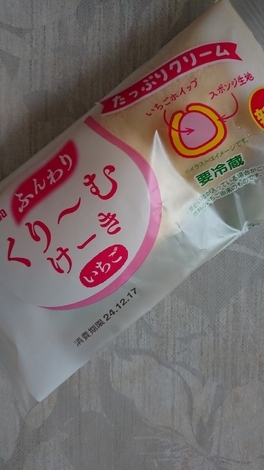 たっぷりクリーム
いちごホイップ
スポンジ生地
ふんわり
くり～む
けーき
いちご
要冷蔵
消費期限 24.12.17